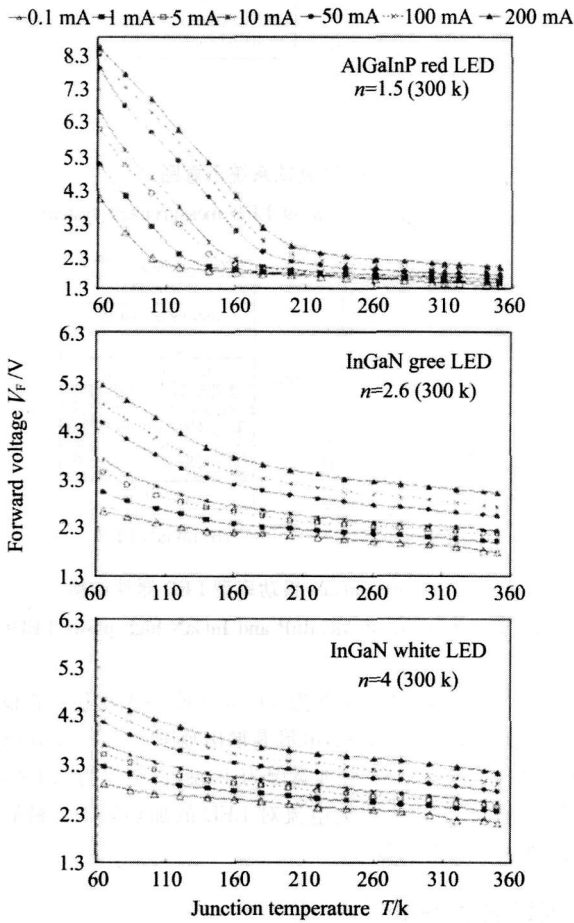 0.1 mA 1 mA 5 mA 10 mA 50 mA 100 mA 200 mA
8.3
7.3
6.3
5.3
4.3
3.3
2.3
1.3
AlGaInP red LED
n=1.5 (300 k)
60 110 160 210 260 310 360
6.3
5.3
4.3
3.3
2.3
1.3
InGaN gree LED
n=2.6 (300 k)
60 110 160 210 260 310 360
6.3
5.3
4.3
3.3
2.3
1.3
InGaN white LED
n=4 (300 k)
60 110 160 210 260 310 360
Forward voltage VF/V
Junction temperature T/k